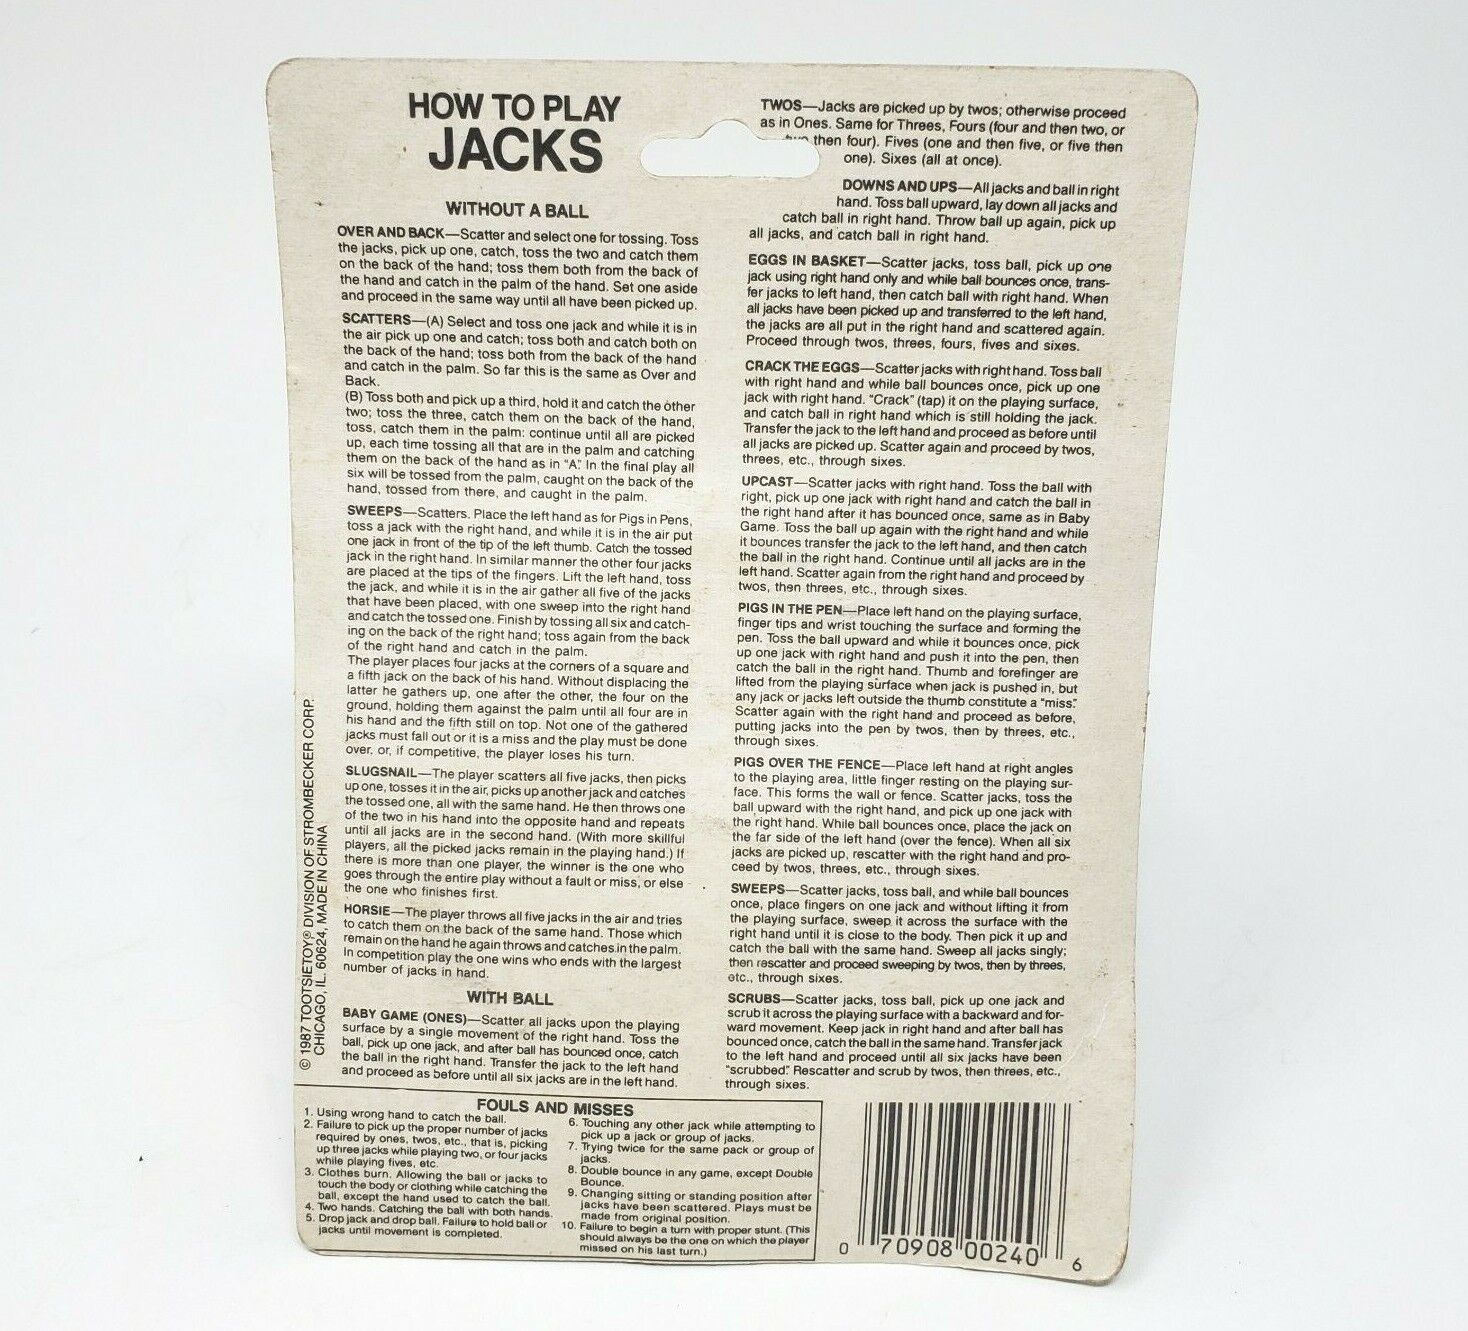 HOW TO PLAY
JACKS
WITHOUT A BALL
OVER AND BACK—Scatter and select one for tossing. Toss
the jacks, pick up one, catch, toss the two and catch them
on the back of the hand; toss them both from the back of
the hand and catch in the palm of the hand. Set one aside
and proceed in the same way until all have been picked up.
SCATTERS—(A) Select and toss one jack and while it is in
the air pick up one and catch; toss both and catch both on
the back of the hand; toss both from the back of the hand
and catch in the palm. So far this is the same as Over and
Back.
(B) Toss both and pick up a third, hold it and catch the other
two; toss the three, catch them on the back of the hand,
toss, catch them in the palm: continue until all are picked
up, each time tossing all that are in the palm and catching
them on the back of the hand as in “A.” In the final play all
six will be tossed from the palm, caught on the back of the
hand, tossed from there, and caught in the palm.
SWEEPS—Scatters. Place the left hand as for Pigs in Pens,
toss a jack with the right hand, and while it is in the air put
one jack in front of the tip of the left thumb. Catch the tossed
jack in the right hand. In similar manner the other four jacks
are placed at the tips of the fingers. Lift the left hand, toss
the jack, and while it is in the air gather all five of the jacks
that have been placed, with one sweep into the right hand
and catch the tossed one. Finish by tossing all six and catch-
ing on the back of the right hand; toss again from the back
of the right hand and catch in the palm.
The player places four jacks at the corners of a square and
a fifth jack on the back of his hand. Without displacing the
latter he gathers up, one after the other, the four on the
ground, holding them against the palm until all four are in
his hand and the fifth still on top. Not one of the gathered
jacks must fall out or it is a miss and the play must be done
over, or, if competitive, the player loses his turn.
SLUGSNAIL—The player scatters all five jacks, then picks
up one, tosses it in the air, picks up another jack and catches
the tossed one, all with the same hand. He then throws one
of the two in his hand into the opposite hand and repeats
until all jacks are in the second hand. (With more skillful
players, all the picked jacks remain in the playing hand.) If
there is more than one player, the winner is the one who
goes through the entire play without a fault or miss, or else
the one who finishes first.
HORSIE—The player throws all five jacks in the air and tries
to catch them on the back of the same hand. Those which
remain on the hand he again throws and catches in the palm.
In competition play the one wins who ends with the largest
number of jacks in hand.
WITH BALL
BABY GAME (ONES)—Scatter all jacks upon the playing
surface by a single movement of the right hand. Toss the
ball, pick up one jack, and after ball has bounced once, catch
the ball in the right hand. Transfer the jack to the left hand
and proceed as before until all six jacks are in the left hand.
TWOS—Jacks are picked up by twos; otherwise proceed
as in Ones. Same for Threes, Fours (four and then two, or
two then four). Fives (one and then five, or five then
one). Sixes (all at once).
DOWNS AND UPS—All jacks and ball in right
hand. Toss ball upward, lay down all jacks and
catch ball in right hand. Throw ball up again, pick up
all jacks, and catch ball in right hand.
EGGS IN BASKET—Scatter jacks, toss ball, pick up one
jack using right hand only and while ball bounces once, trans-
fer jacks to left hand, then catch ball with right hand. When
all jacks have been picked up and transferred to the left hand,
the jacks are all put in the right hand and scattered again.
Proceed through twos, threes, fours, fives and sixes.
CRACK THE EGGS—Scatter jacks with right hand. Toss ball
with right hand and while ball bounces once, pick up one
jack with right hand. “Crack” (tap) it on the playing surface,
and catch ball in right hand which is still holding the jack.
Transfer the jack to the left hand and proceed as before until
all jacks are picked up. Scatter again and proceed by twos,
threes, etc., through sixes.
UPCAST—Scatter jacks with right hand. Toss the ball with
right, pick up one jack with right hand and catch the ball in
the right hand after it has bounced once, same as in Baby
Game. Toss the ball up again with the right hand and while
it bounces transfer the jack to the left hand, and then catch
the ball in the right hand. Continue until all jacks are in the
left hand. Scatter again from the right hand and proceed by
twos, then threes, etc., through sixes.
PIGS IN THE PEN—Place left hand on the playing surface,
finger tips and wrist touching the surface and forming the
pen. Toss the ball upward and while it bounces once, pick
up one jack with right hand and push it into the pen, then
catch the ball in the right hand. Thumb and forefinger are
lifted from the playing surface when jack is pushed in, but
any jack or jacks left outside the thumb constitute a “miss.”
Scatter again with the right hand and proceed as before,
putting jacks into the pen by twos, then by threes, etc.,
through sixes.
PIGS OVER THE FENCE—Place left hand at right angles
to the playing area, little finger resting on the playing sur-
face. This forms the wall or fence. Scatter jacks, toss the
ball upward with the right hand, and pick up one jack with
the right hand. While ball bounces once, place the jack on
the far side of the left hand (over the fence). When all six
jacks are picked up, rescatter with the right hand and pro-
ceed by twos, threes, etc., through sixes.
SWEEPS—Scatter jacks, toss ball, and while ball bounces
once, place fingers on one jack and without lifting it from
the playing surface, sweep it across the surface with the
right hand until it is close to the body. Then pick it up and
catch the ball with the same hand. Sweep all jacks singly;
then rescatter and proceed sweeping by twos, then by threes,
etc., through sixes.
SCRUBS—Scatter jacks, toss ball, pick up one jack and
scrub it across the playing surface with a backward and for-
ward movement. Keep jack in right hand and after ball has
bounced once, catch the ball in the same hand. Transfer jack
to the left hand and proceed until all six jacks have been
“scrubbed.” Rescatter and scrub by twos, then threes, etc.,
through sixes.
© 1987 TOOTSIETOY® DIVISION OF STROMBECKER CORP.
CHICAGO, IL. 60624, MADE IN CHINA
FOULS AND MISSES
1. Using wrong hand to catch the ball.
2. Failure to pick up the proper number of jacks
required by ones, twos, etc., that is, picking
up three jacks while playing two, or four jacks
while playing fives, etc.
3. Clothes burn. Allowing the ball or jacks to
touch the body or clothing while catching the
ball, except the hand used to catch the ball.
4. Two hands. Catching the ball with both hands.
5. Drop jack and drop ball. Failure to hold ball or
jacks until movement is completed.
6. Touching any other jack while attempting to
pick up a jack or group of jacks.
7. Trying twice for the same pack or group of
jacks.
8. Double bounce in any game, except Double
Bounce.
9. Changing sitting or standing position after
jacks have been scattered. Plays must be
made from original position.
10. Failure to begin a turn with proper stunt. (This
should always be the one on which the player
missed on his last turn.)
0 70908 00240 6